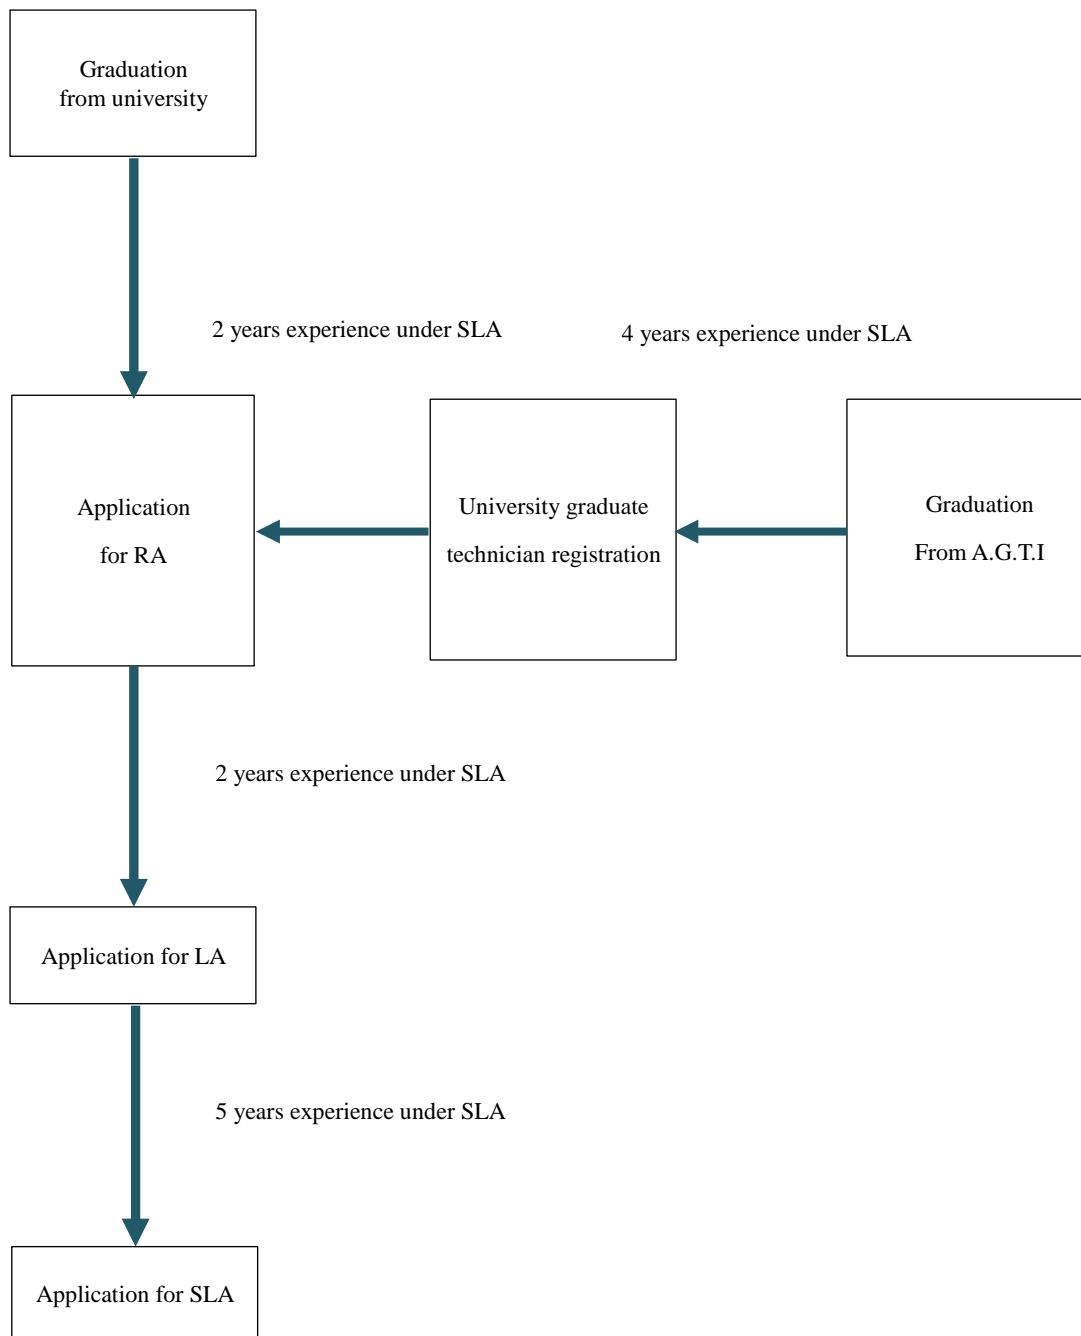 Graduation
from university
2 years experience under SLA
4 years experience under SLA
Application
for RA
University graduate
technician registration
Graduation
From A.G.T.I
2 years experience under SLA
Application for LA
5 years experience under SLA
Application for SLA